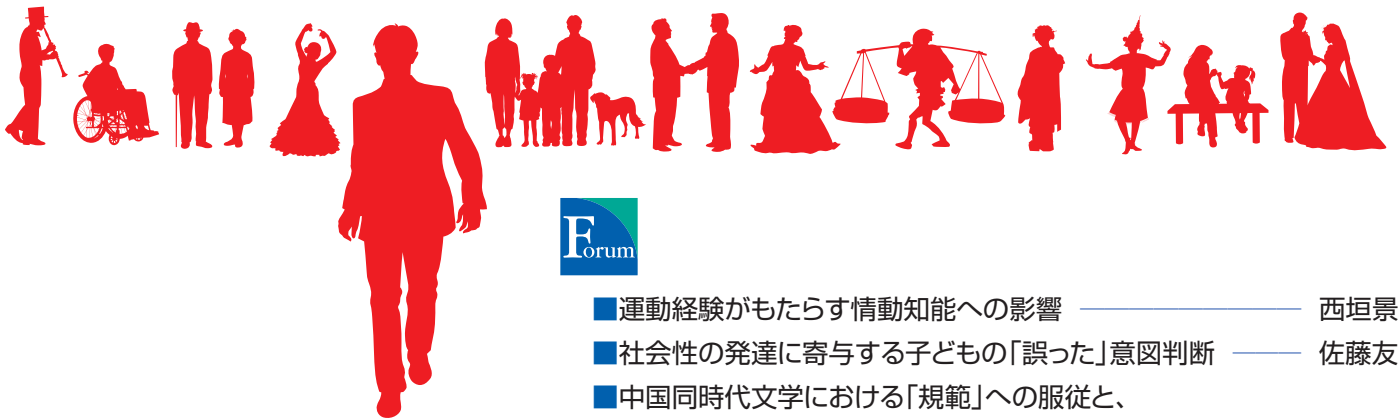 Forum
■運動経験がもたらす情動知能への影響 ――― 西垣景
■社会性の発達に寄与する子どもの「誤った」意図判断 ――― 佐藤友
■中国同時代文学における「規範」への服従と、